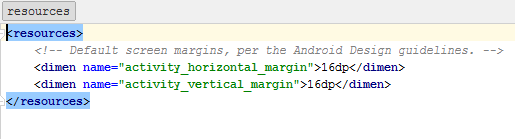 resources
<resources>
    <!-- Default screen margins, per the Android Design guidelines. -->
    <dimen name="activity_horizontal_margin">16dp</dimen>
    <dimen name="activity_vertical_margin">16dp</dimen>
</resources>